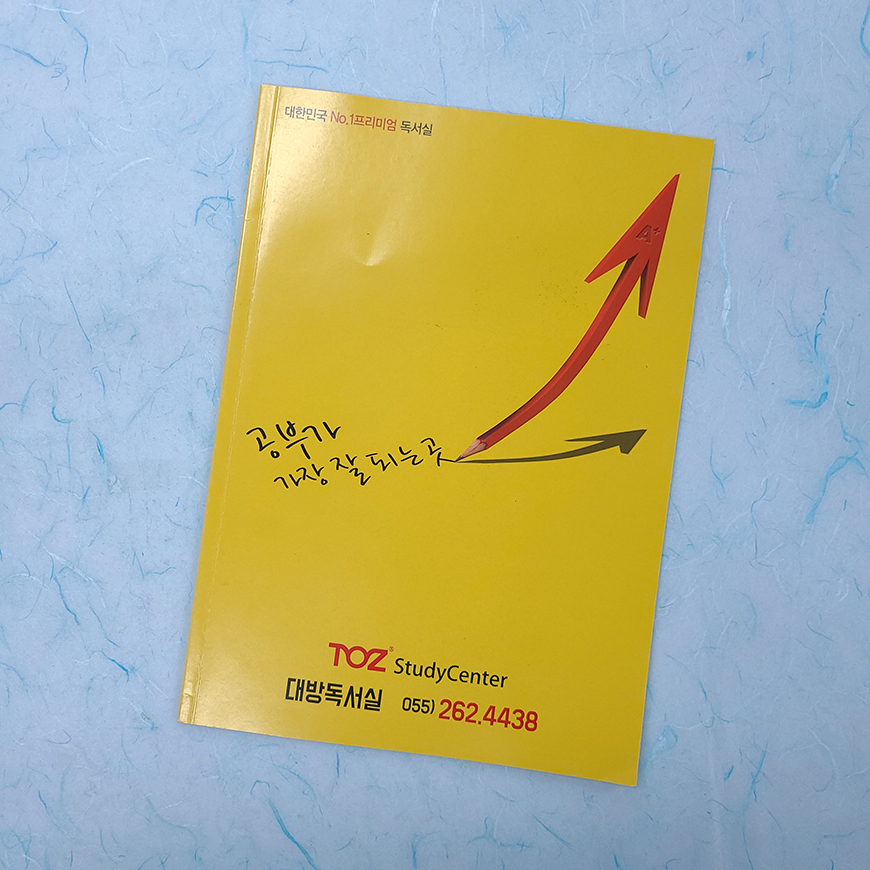 대한민국 No.1프리미엄 독서실
A+
공부가
가장 잘 되는 곳
TOZ® StudyCenter
대방독서실 055) 262.4438